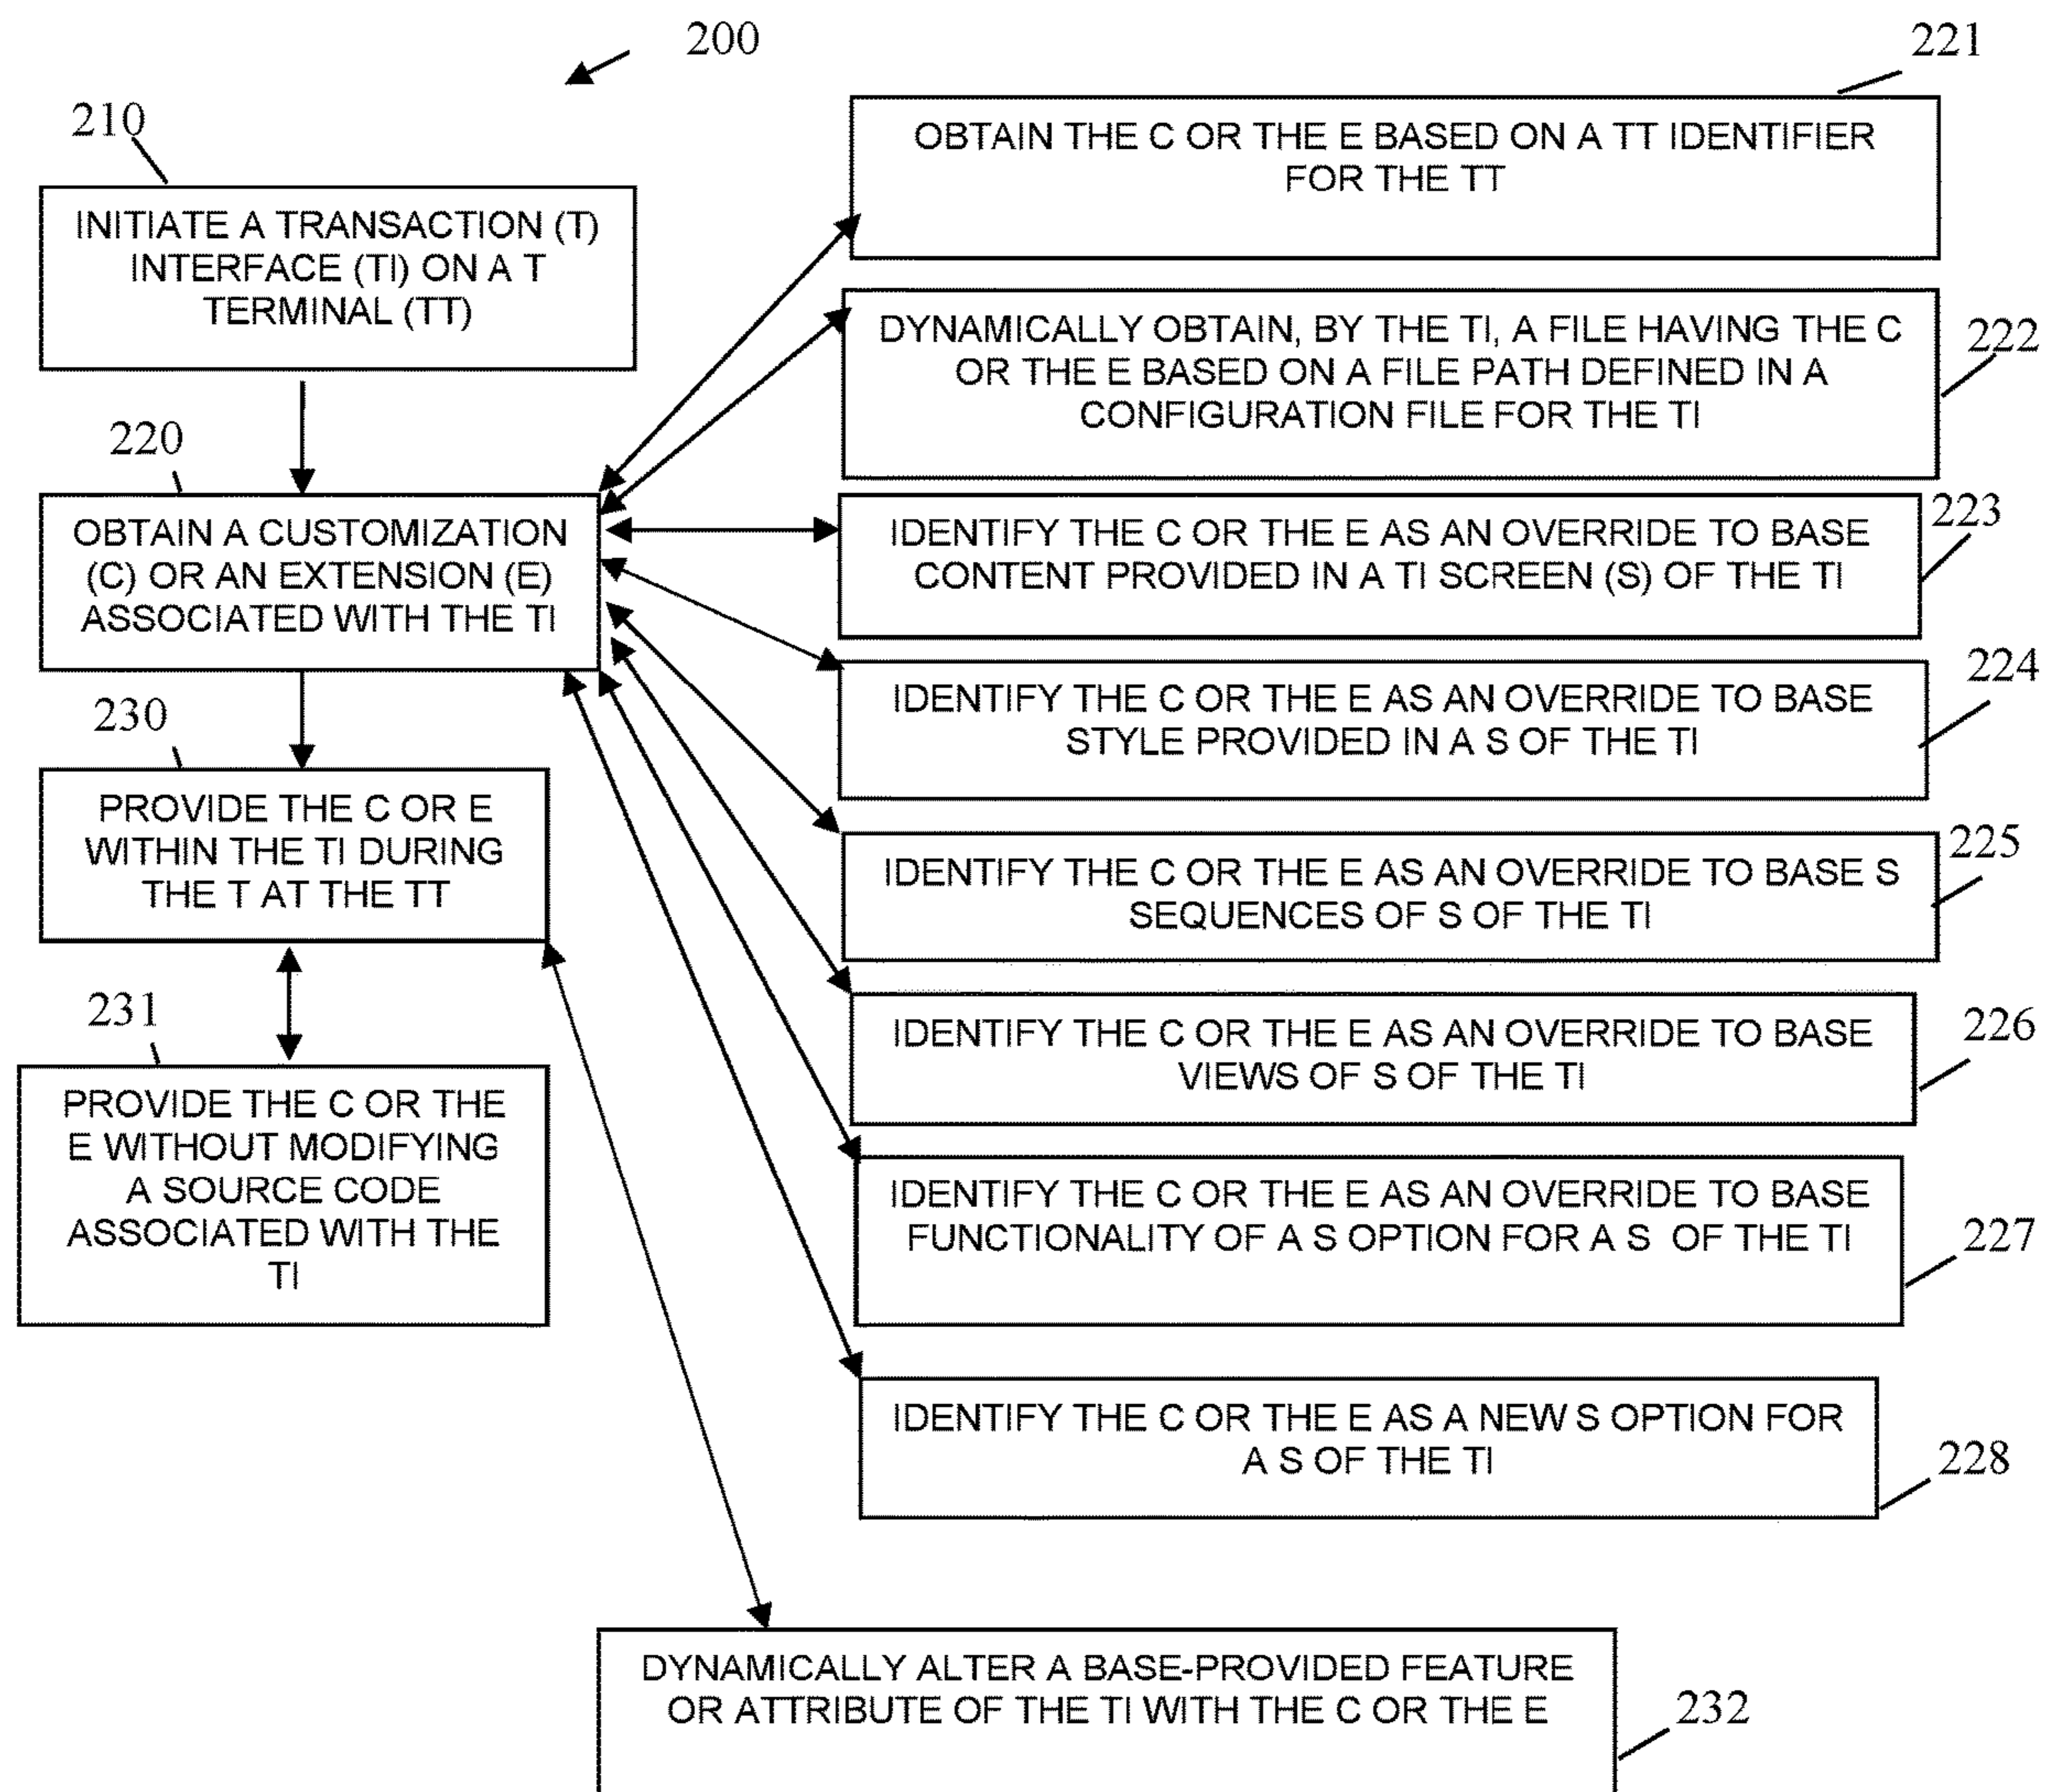 200
210
INITIATE A TRANSACTION (T)
INTERFACE (TI) ON A T
TERMINAL (TT)
220
OBTAIN A CUSTOMIZATION
(C) OR AN EXTENSION (E)
ASSOCIATED WITH THE TI
230
PROVIDE THE C OR E
WITHIN THE TI DURING
THE T AT THE TT
231
PROVIDE THE C OR THE
E WITHOUT MODIFYING
A SOURCE CODE
ASSOCIATED WITH THE
TI
221
OBTAIN THE C OR THE E BASED ON A TT IDENTIFIER
FOR THE TT
222
DYNAMICALLY OBTAIN, BY THE TI, A FILE HAVING THE C
OR THE E BASED ON A FILE PATH DEFINED IN A
CONFIGURATION FILE FOR THE TI
223
IDENTIFY THE C OR THE E AS AN OVERRIDE TO BASE
CONTENT PROVIDED IN A TI SCREEN (S) OF THE TI
224
IDENTIFY THE C OR THE E AS AN OVERRIDE TO BASE
STYLE PROVIDED IN A S OF THE TI
225
IDENTIFY THE C OR THE E AS AN OVERRIDE TO BASE S
SEQUENCES OF S OF THE TI
226
IDENTIFY THE C OR THE E AS AN OVERRIDE TO BASE
VIEWS OF S OF THE TI
227
IDENTIFY THE C OR THE E AS AN OVERRIDE TO BASE
FUNCTIONALITY OF A S OPTION FOR A S OF THE TI
228
IDENTIFY THE C OR THE E AS A NEW S OPTION FOR
A S OF THE TI
232
DYNAMICALLY ALTER A BASE-PROVIDED FEATURE
OR ATTRIBUTE OF THE TI WITH THE C OR THE E